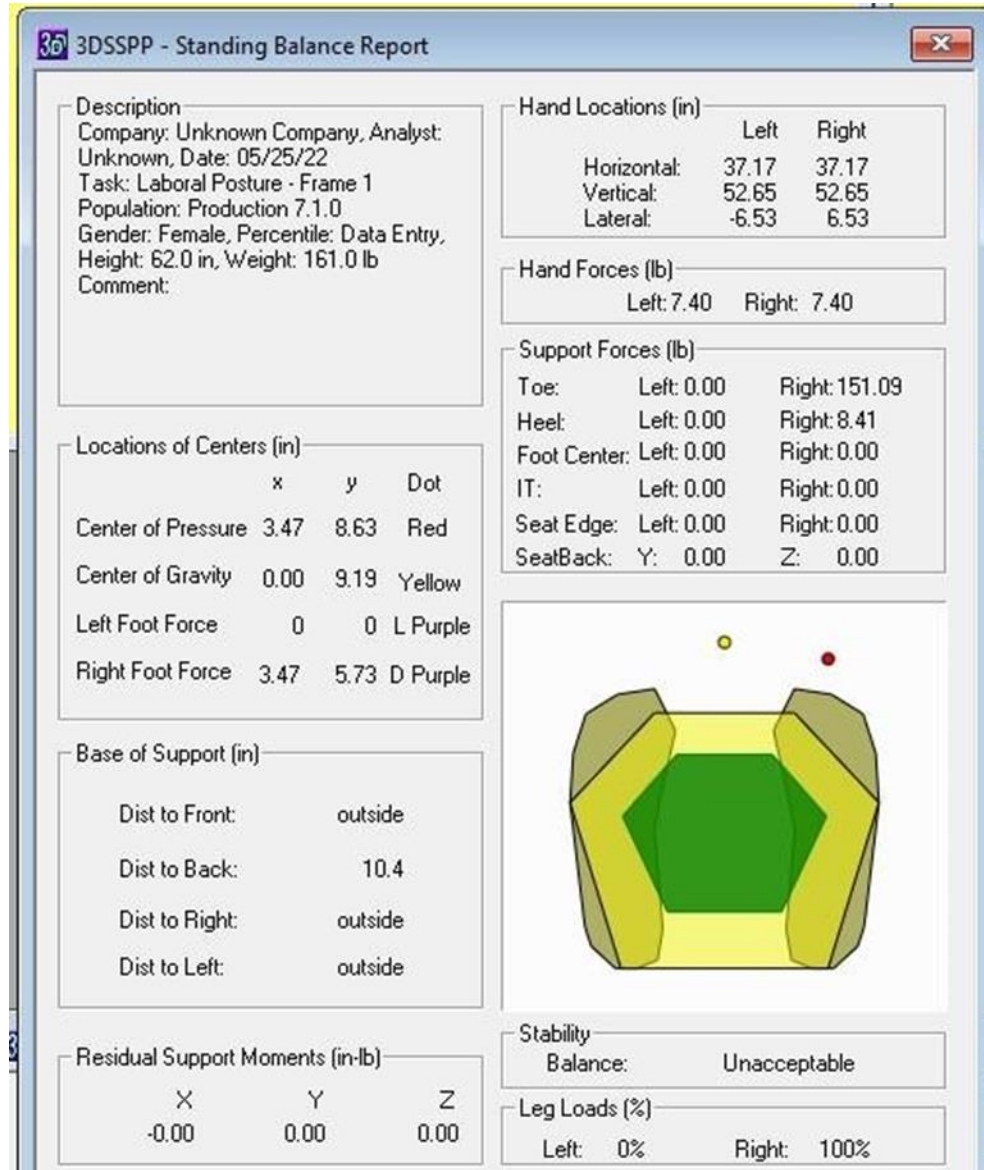 3DSSPP - Standing Balance Report
Description
Company: Unknown Company, Analyst:
Unknown, Date: 05/25/22
Task: Laboral Posture - Frame 1
Population: Production 7.1.0
Gender: Female, Percentile: Data Entry,
Height: 62.0 in, Weight: 161.0 lb
Comment:
Locations of Centers (in)
x y Dot
Center of Pressure 3.47 8.63 Red
Center of Gravity 0.00 9.19 Yellow
Left Foot Force 0 0 L Purple
Right Foot Force 3.47 5.73 D Purple
Base of Support (in)
Dist to Front: outside
Dist to Back: 10.4
Dist to Right: outside
Dist to Left: outside
Residual Support Moments (in-lb)
X Y Z
-0.00 0.00 0.00
Hand Locations (in)
Left Right
Horizontal: 37.17 37.17
Vertical: 52.65 52.65
Lateral: -6.53 6.53
Hand Forces (lb)
Left: 7.40 Right: 7.40
Support Forces (lb)
Toe: Left: 0.00 Right: 151.09
Heel: Left: 0.00 Right: 8.41
Foot Center: Left: 0.00 Right: 0.00
IT: Left: 0.00 Right: 0.00
Seat Edge: Left: 0.00 Right: 0.00
SeatBack: Y: 0.00 Z: 0.00
Stability
Balance: Unacceptable
Leg Loads (%)
Left: 0% Right: 100%